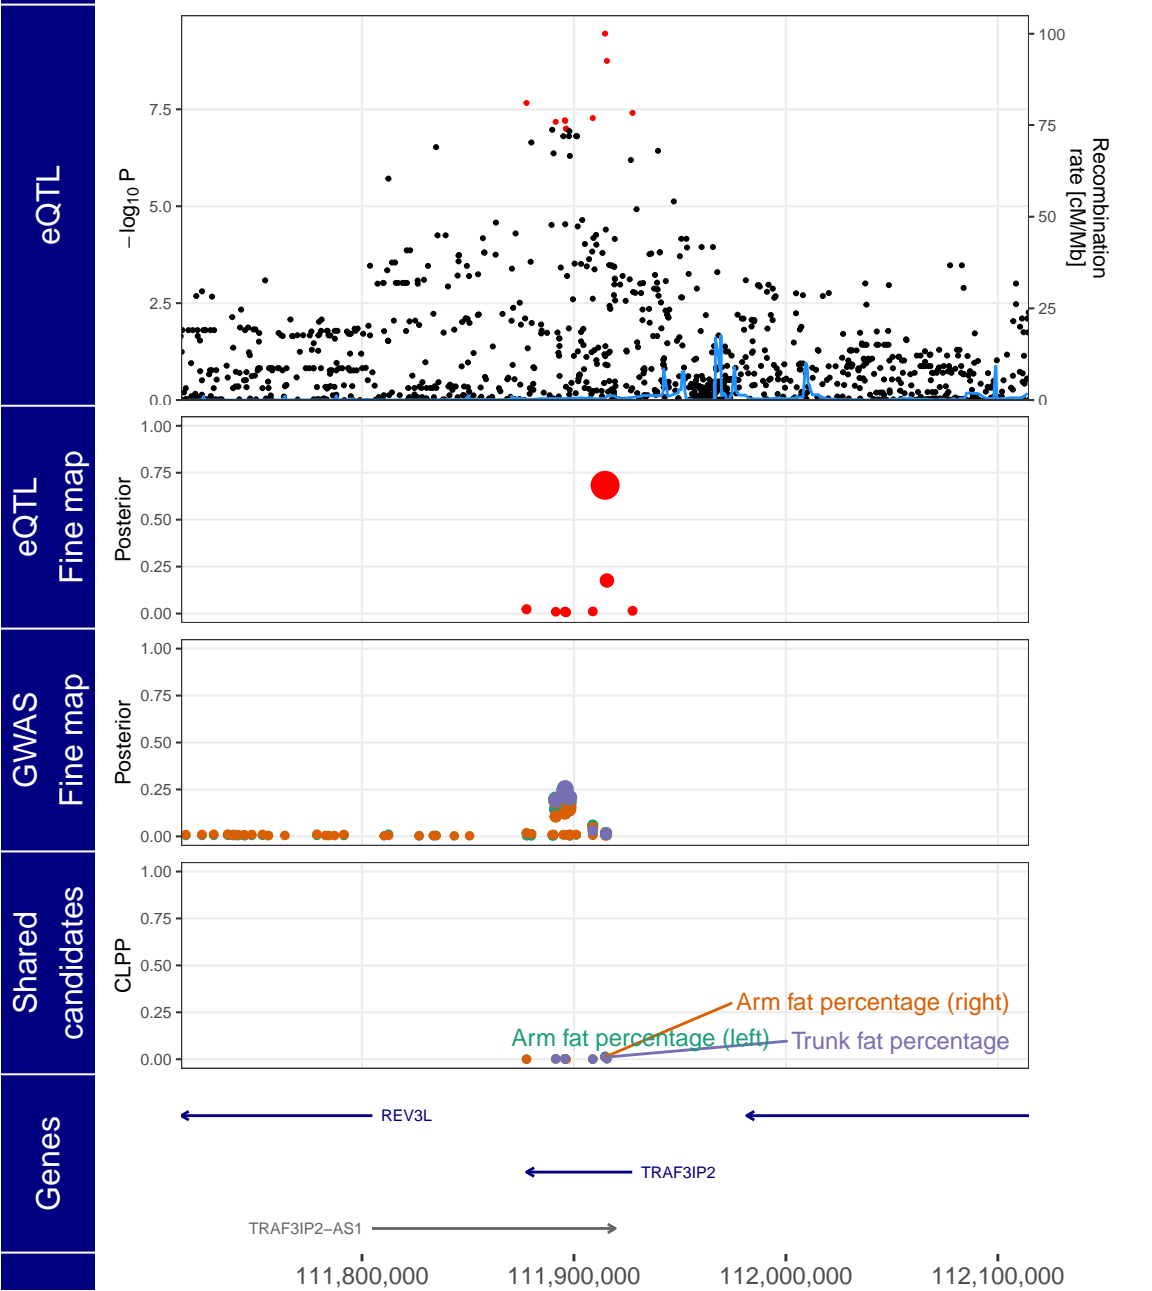 eQTL
−log10 P
7.5
5.0
2.5
0.0
100
75
50
25
0
Recombination
rate [cM/Mb]
eQTL
Fine map
Posterior
1.00
0.75
0.50
0.25
0.00
GWAS
Fine map
Posterior
1.00
0.75
0.50
0.25
0.00
Shared
candidates
CLPP
1.00
0.75
0.50
0.25
0.00
Arm fat percentage (right)
Arm fat percentage (left)
Trunk fat percentage
Genes
REV3L
TRAF3IP2
TRAF3IP2−AS1
111,800,000
111,900,000
112,000,000
112,100,000